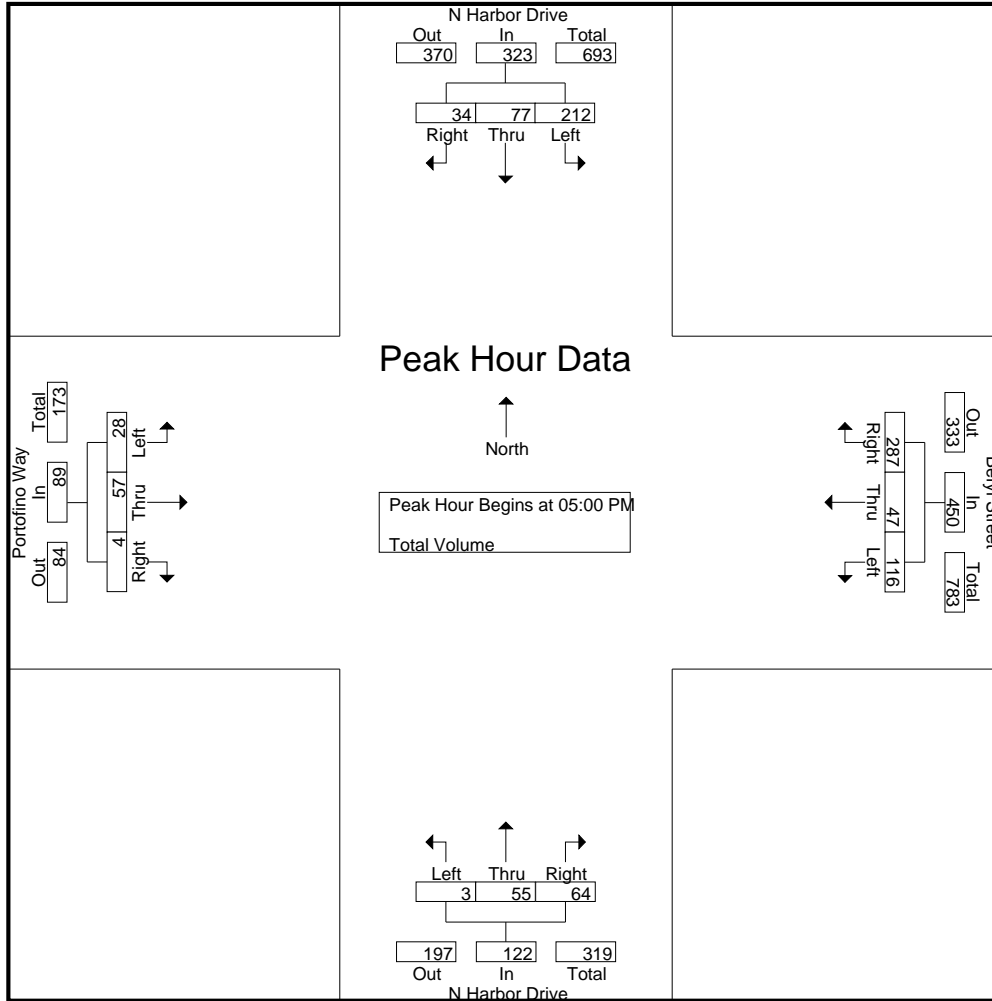 N Harbor Drive
Out In Total
370 323 693
34 77 212
Right Thru Left
Peak Hour Data
North
Peak Hour Begins at 05:00 PM
Total Volume
Portofino Way
Total In Out
173 89 84
28 57 4
Left Thru Right
Beryl Street
Out In Total
333 450 783
287 47 116
Right Thru Left
Left Thru Right
3 55 64
197 122 319
Out In Total
N Harbor Drive